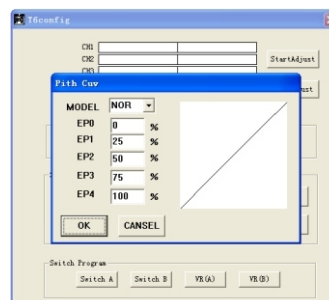 T6config
CH1
CH2
CH3
StartAdjust
ust
Pith Cuv
MODEL NOR
EP0 0 %
EP1 25 %
EP2 50 %
EP3 75 %
EP4 100 %
OK CANSEL
Switch Program
Switch A Switch B VR(A) VR(B)